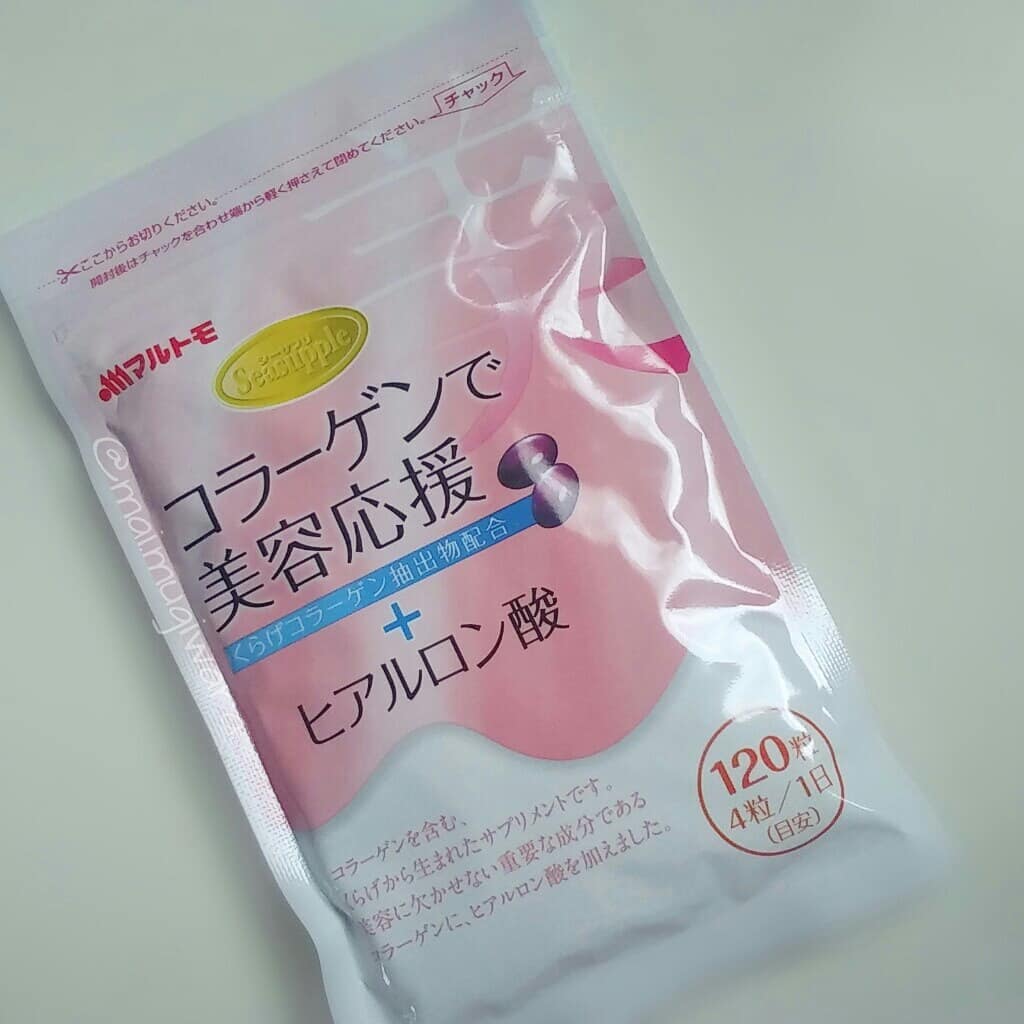 チャック
ここからお切りください。
開封後はチャックを合わせ端から軽く押さえて閉めてください。
マルトモ
シーサプリ
Seasupple
コラーゲンで
美容応援
くらげコラーゲン抽出物配合
+
ヒアルロン酸
120粒
4粒/1日
(目安)
コラーゲンを含む、
くらげから生まれたサプリメントです。
美容に欠かせない重要な成分である
コラーゲンに、ヒアルロン酸を加えました。